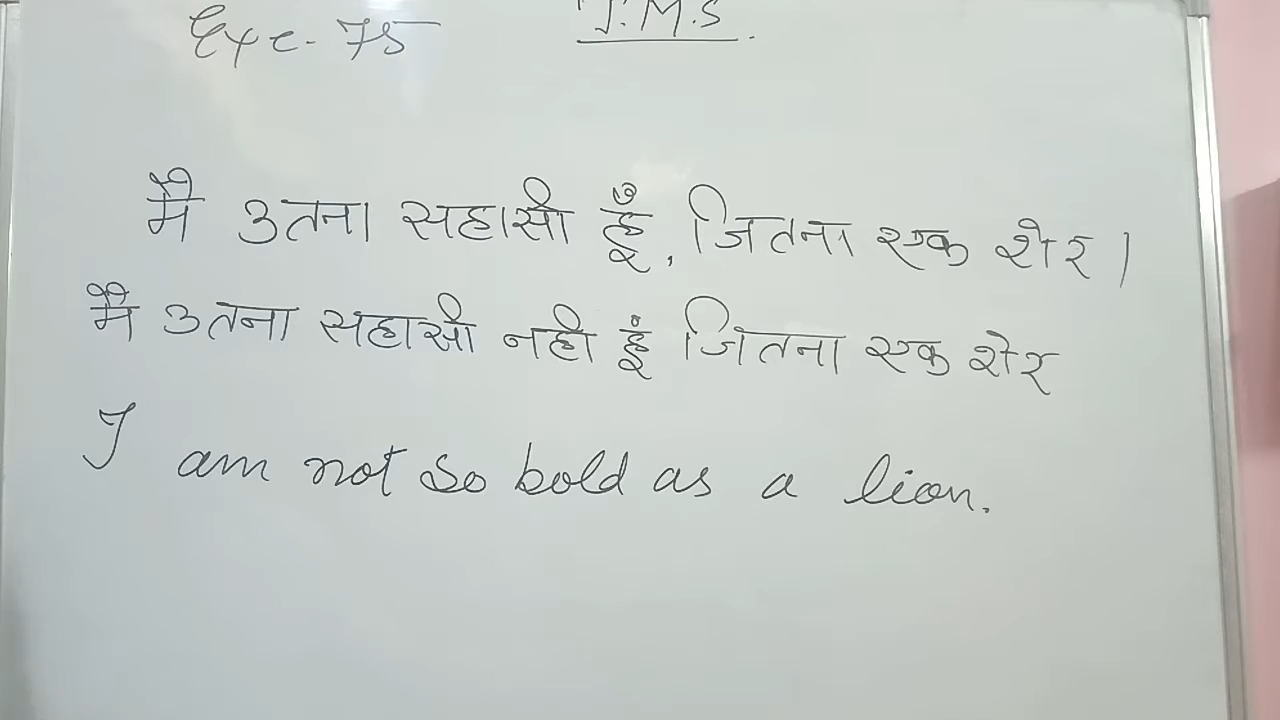 Exe. 75 J.M.S.
मै उतना सहासी हूँ, जितना एक शेर।
मै उतना सहासी नही हूं जितना एक शेर
I am not so bold as a lion.